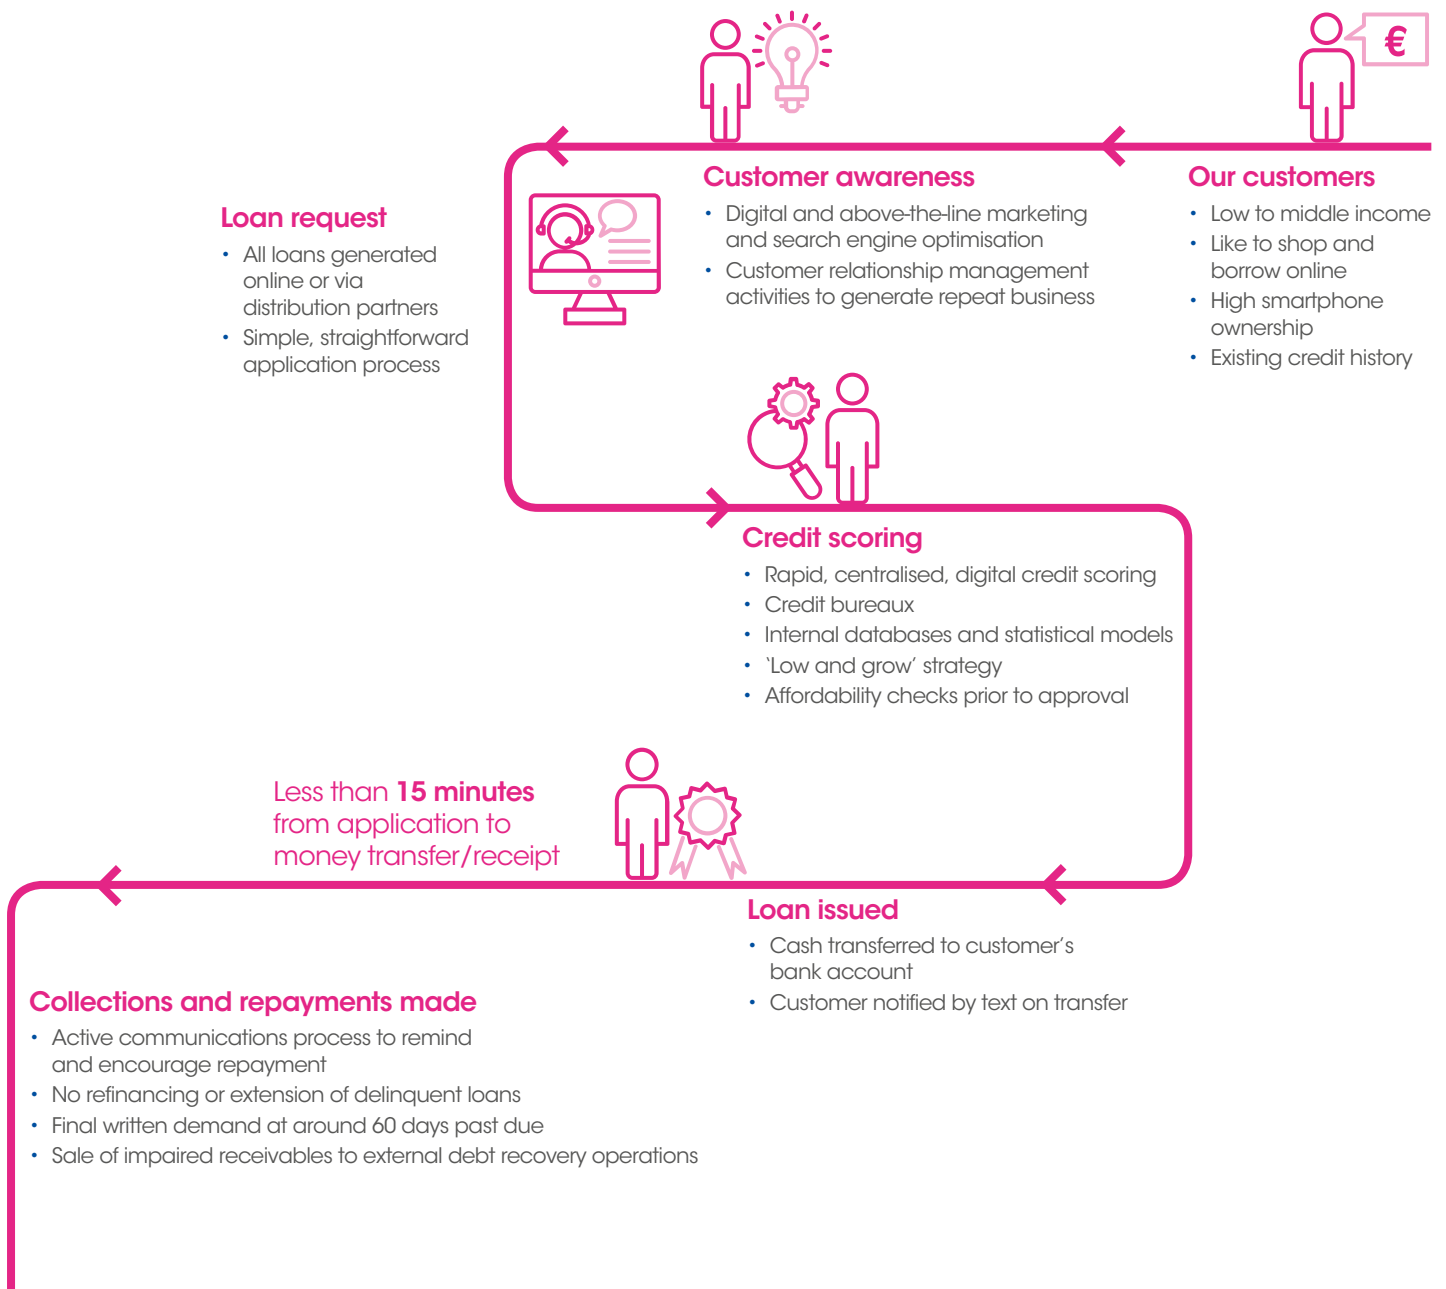 €
Our customers
• Low to middle income
• Like to shop and
borrow online
• High smartphone
ownership
• Existing credit history
Customer awareness
• Digital and above-the-line marketing
and search engine optimisation
• Customer relationship management
activities to generate repeat business
Loan request
• All loans generated
online or via
distribution partners
• Simple, straightforward
application process
Credit scoring
• Rapid, centralised, digital credit scoring
• Credit bureaux
• Internal databases and statistical models
• ‘Low and grow’ strategy
• Affordability checks prior to approval
Less than 15 minutes
from application to
money transfer/receipt
Loan issued
• Cash transferred to customer’s
bank account
• Customer notified by text on transfer
Collections and repayments made
• Active communications process to remind
and encourage repayment
• No refinancing or extension of delinquent loans
• Final written demand at around 60 days past due
• Sale of impaired receivables to external debt recovery operations